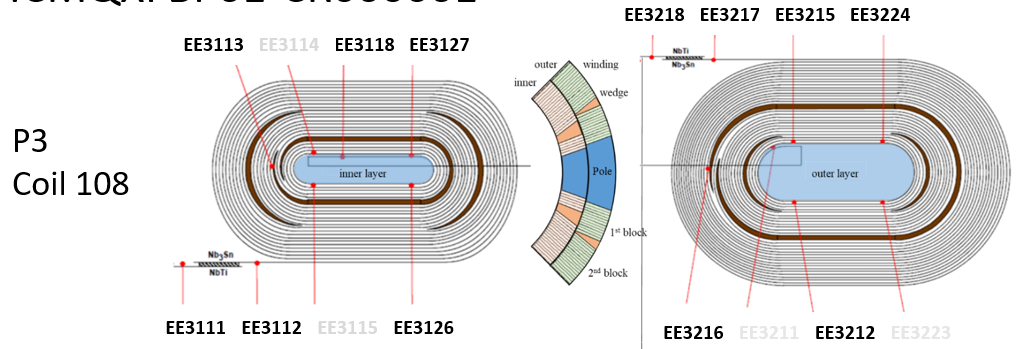 EE3218 EE3217 EE3215 EE3224
EE3113 EE3114 EE3118 EE3127
NbTi
Nb3Sn
outer winding
inner
wedge
P3
Coil 108
inner layer
Pole
outer layer
1st block
2nd block
Nb3Sn
NbTi
EE3111 EE3112 EE3115 EE3126
EE3216 EE3211 EE3212 EE3223